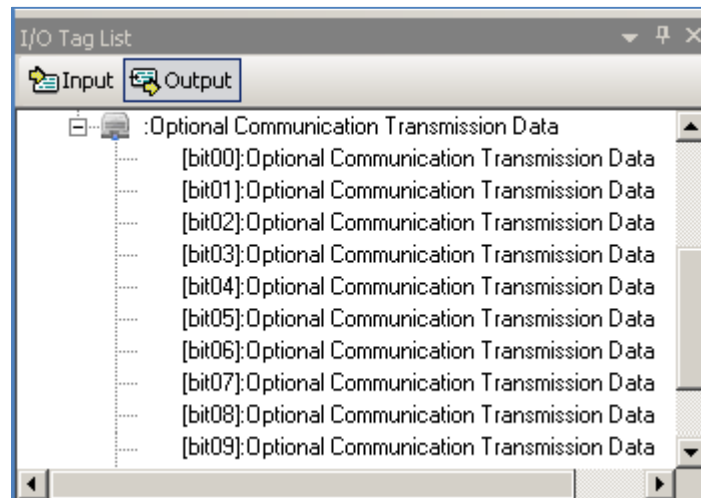 I/O Tag List
Input Output
:Optional Communication Transmission Data
[bit00]:Optional Communication Transmission Data
[bit01]:Optional Communication Transmission Data
[bit02]:Optional Communication Transmission Data
[bit03]:Optional Communication Transmission Data
[bit04]:Optional Communication Transmission Data
[bit05]:Optional Communication Transmission Data
[bit06]:Optional Communication Transmission Data
[bit07]:Optional Communication Transmission Data
[bit08]:Optional Communication Transmission Data
[bit09]:Optional Communication Transmission Data